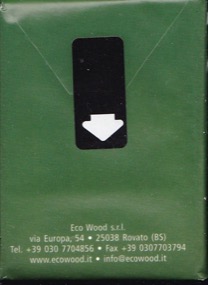 Eco Wood s.r.l.
via Europa, 54 • 25038 Rovato (BS)
Tel. +39 030 7704856 • Fax +39 0307703794
www.ecowood.it • info@ecowood.it